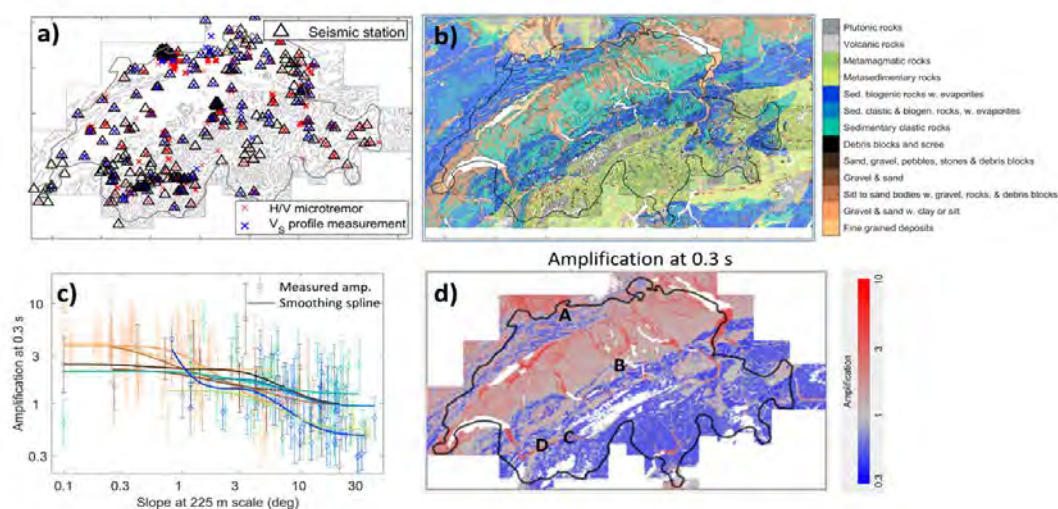 a)
Seismic station
H/V microtremor
VS profile measurement
b)
Plutonic rocks
Volcanic rocks
Metamagmatic rocks
Metasedimentary rocks
Sed. biogenic rocks w. evaporites
Sed. clastic & biogen. rocks, w. evaporites
Sedimentary clastic rocks
Debris blocks and scree
Sand, gravel, pebbles, stones & debris blocks
Gravel & sand
Silt to sand bodies w. gravel, rocks, & debris blocks
Gravel & sand w. clay or silt
Fine grained deposits
c)
Measured amp.
Smoothing spline
10
3
1
0.3
Amplification at 0.3 s
0.1
0.3
1
3
10
30
Slope at 225 m scale (deg)
Amplification at 0.3 s
d)
A
B
C
D
10
3
1
0.3
Amplification